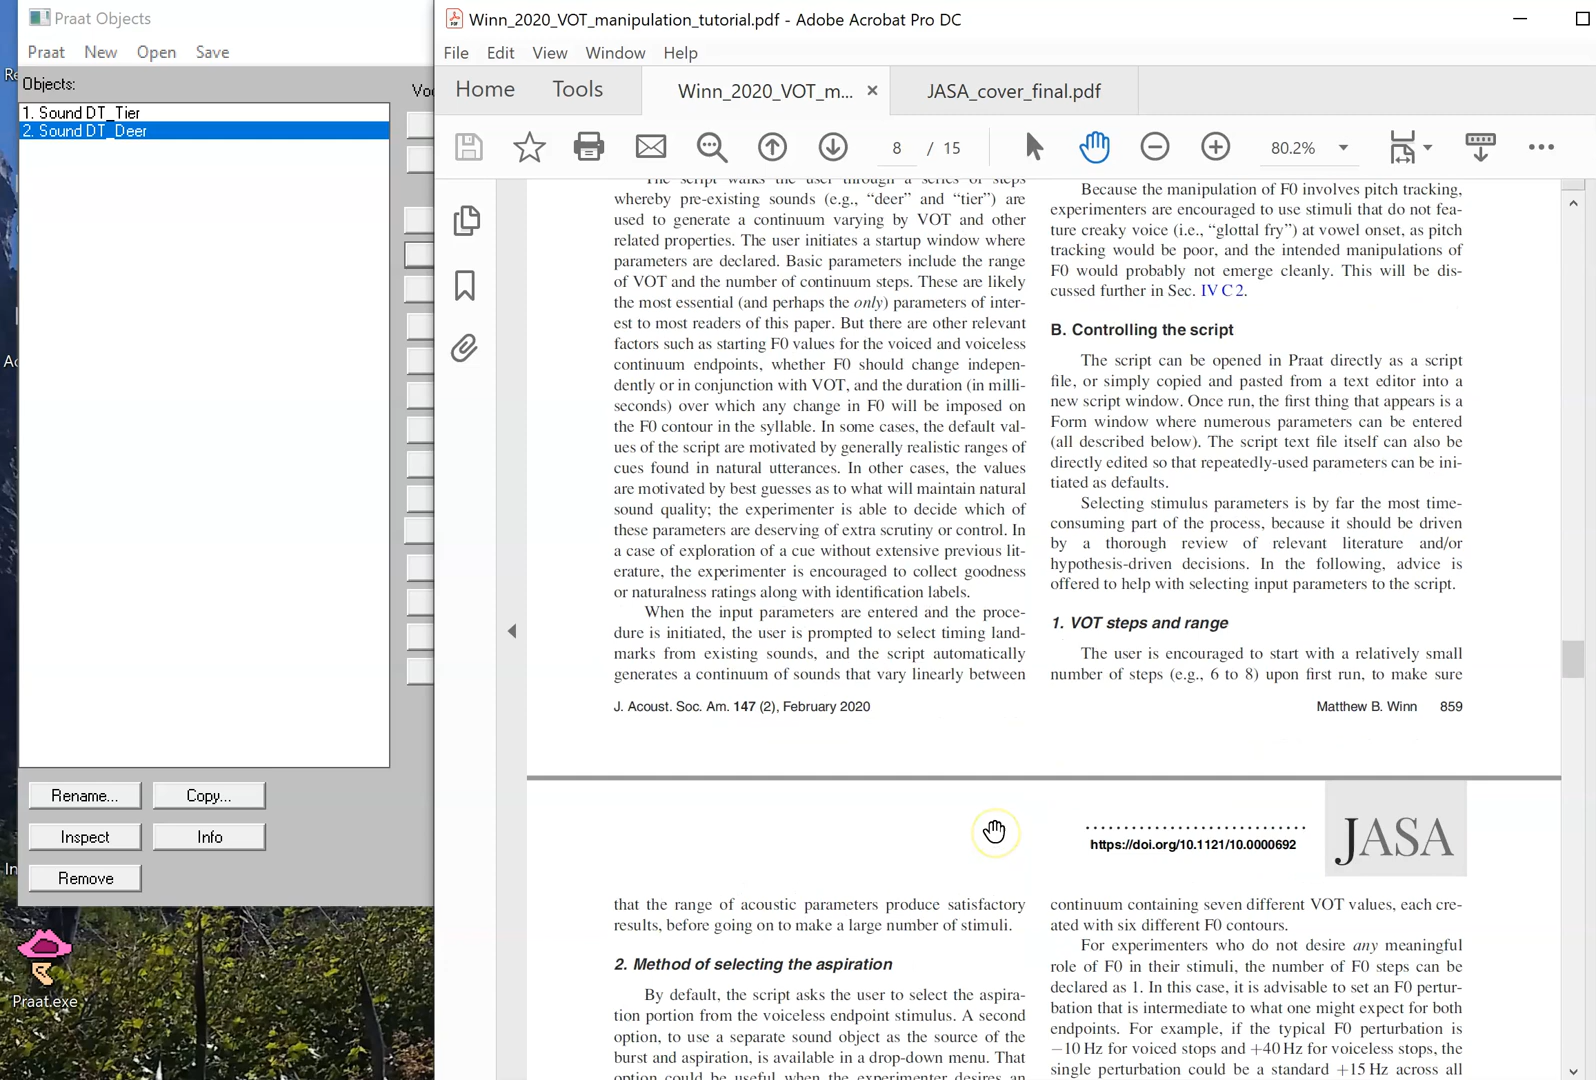 Praat Objects
Praat New Open Save
Objects:
1. Sound DT_Tier
2. Sound DT_Deer
Rename... Copy...
Inspect Info
Remove
Praat.exe
Winn_2020_VOT_manipulation_tutorial.pdf - Adobe Acrobat Pro DC
File Edit View Window Help
Home Tools Winn_2020_VOT_m... JASA_cover_final.pdf
8 / 15 80.2%
whereby pre-existing sounds (e.g., “deer” and “tier”) are
used to generate a continuum varying by VOT and other
related properties. The user initiates a startup window where
parameters are declared. Basic parameters include the range
of VOT and the number of continuum steps. These are likely
the most essential (and perhaps the only) parameters of inter-
est to most readers of this paper. But there are other relevant
factors such as starting F0 values for the voiced and voiceless
continuum endpoints, whether F0 should change indepen-
dently or in conjunction with VOT, and the duration (in milli-
seconds) over which any change in F0 will be imposed on
the F0 contour in the syllable. In some cases, the default val-
ues of the script are motivated by generally realistic ranges of
cues found in natural utterances. In other cases, the values
are motivated by best guesses as to what will maintain natural
sound quality; the experimenter is able to decide which of
these parameters are deserving of extra scrutiny or control. In
a case of exploration of a cue without extensive previous lit-
erature, the experimenter is encouraged to collect goodness
or naturalness ratings along with identification labels.
When the input parameters are entered and the proce-
dure is initiated, the user is prompted to select timing land-
marks from existing sounds, and the script automatically
generates a continuum of sounds that vary linearly between
Because the manipulation of F0 involves pitch tracking,
experimenters are encouraged to use stimuli that do not fea-
ture creaky voice (i.e., “glottal fry”) at vowel onset, as pitch
tracking would be poor, and the intended manipulations of
F0 would probably not emerge cleanly. This will be dis-
cussed further in Sec. IV C 2.
B. Controlling the script
The script can be opened in Praat directly as a script
file, or simply copied and pasted from a text editor into a
new script window. Once run, the first thing that appears is a
Form window where numerous parameters can be entered
(all described below). The script text file itself can also be
directly edited so that repeatedly-used parameters can be ini-
tiated as defaults.
Selecting stimulus parameters is by far the most time-
consuming part of the process, because it should be driven
by a thorough review of relevant literature and/or
hypothesis-driven decisions. In the following, advice is
offered to help with selecting input parameters to the script.
1. VOT steps and range
The user is encouraged to start with a relatively small
number of steps (e.g., 6 to 8) upon first run, to make sure
J. Acoust. Soc. Am. 147 (2), February 2020
Matthew B. Winn 859
https://doi.org/10.1121/10.0000692
JASA
that the range of acoustic parameters produce satisfactory
results, before going on to make a large number of stimuli.
2. Method of selecting the aspiration
By default, the script asks the user to select the aspira-
tion portion from the voiceless endpoint stimulus. A second
option, to use a separate sound object as the source of the
burst and aspiration, is available in a drop-down menu. That
option could be useful when the experimenter desires an
continuum containing seven different VOT values, each cre-
ated with six different F0 contours.
For experimenters who do not desire any meaningful
role of F0 in their stimuli, the number of F0 steps can be
declared as 1. In this case, it is advisable to set an F0 pertur-
bation that is intermediate to what one might expect for both
endpoints. For example, if the typical F0 perturbation is
−10 Hz for voiced stops and +40 Hz for voiceless stops, the
single perturbation could be a standard +15 Hz across all